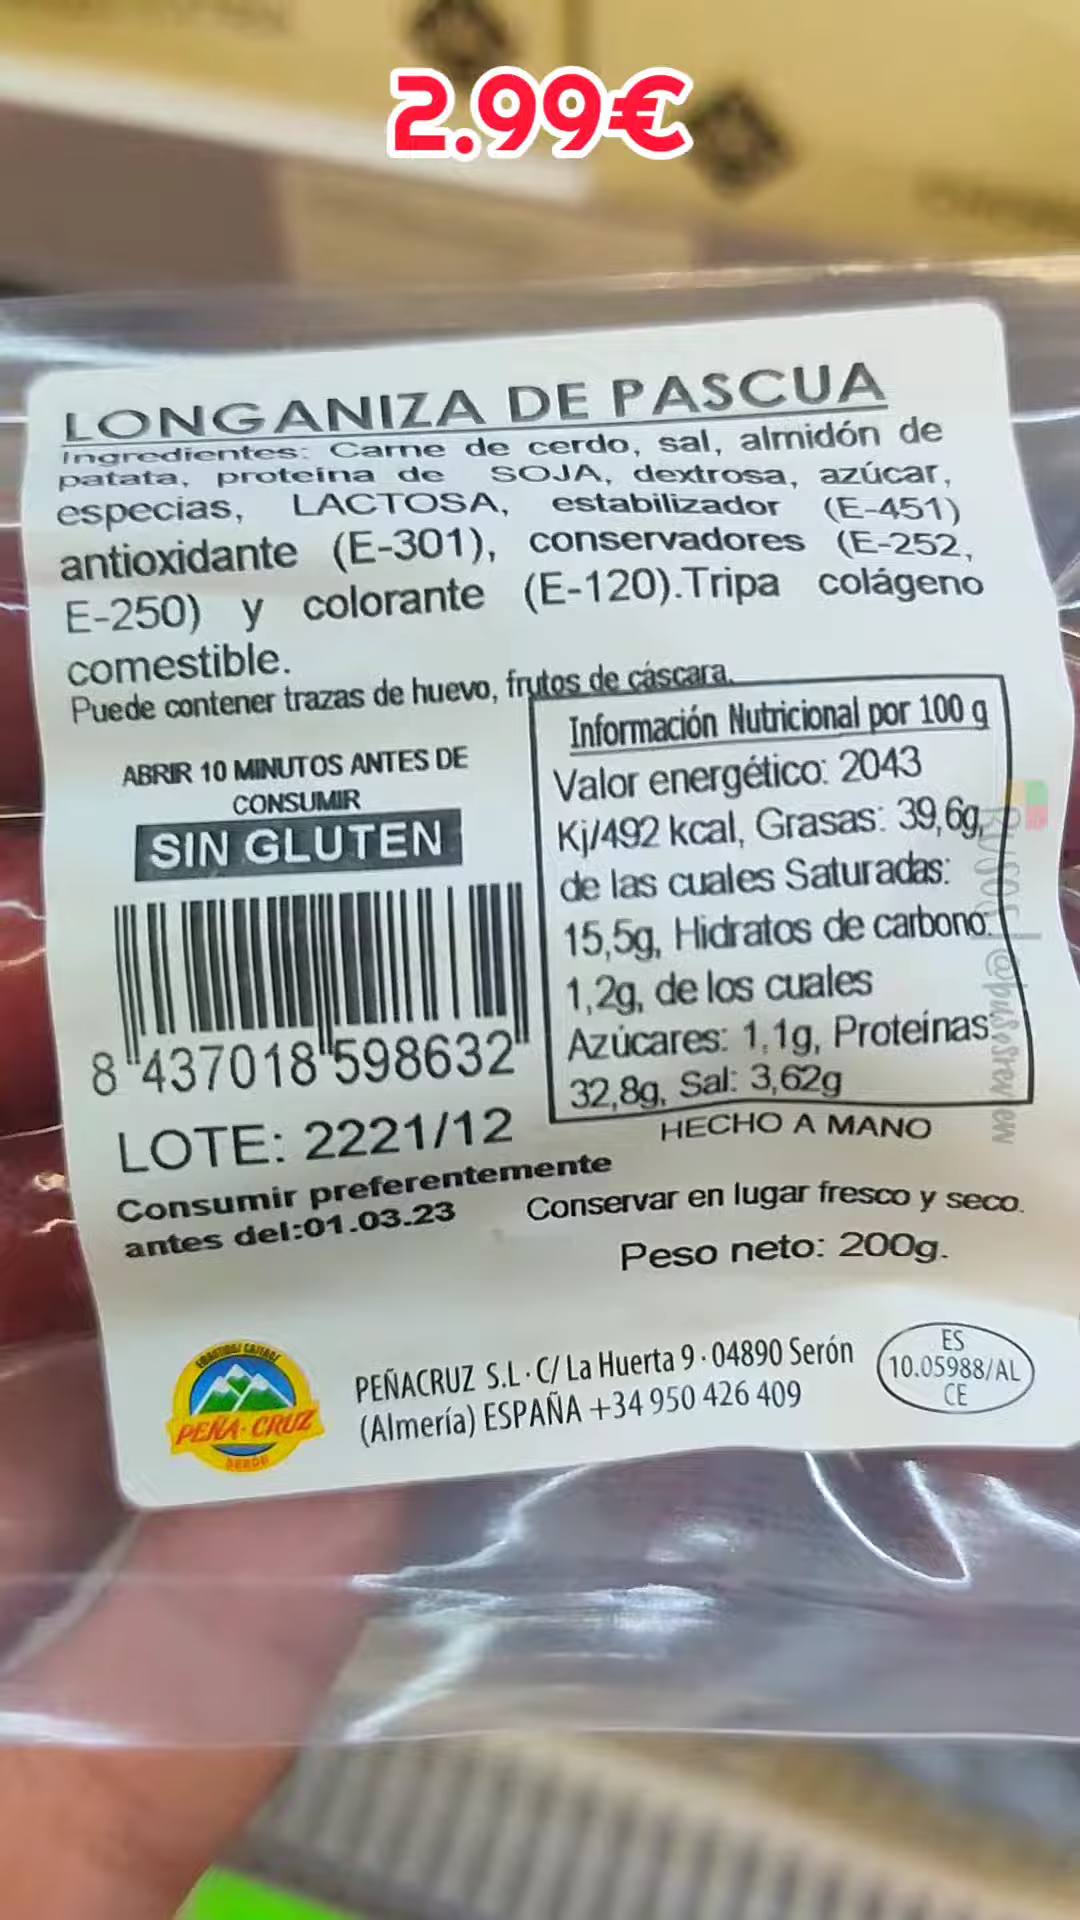 2.99€
LONGANIZA DE PASCUA
Ingredientes: Carne de cerdo, sal, almidón de
patata, proteína de SOJA, dextrosa, azúcar,
especias, LACTOSA, estabilizador (E-451)
antioxidante (E-301), conservadores (E-252,
E-250) y colorante (E-120).Tripa colágeno
comestible.
Puede contener trazas de huevo, frutos de cáscara.
ABRIR 10 MINUTOS ANTES DE
CONSUMIR
SIN GLUTEN
8 437018 598632
LOTE: 2221/12
Consumir preferentemente
antes del:01.03.23
Información Nutricional por 100 g
Valor energético: 2043
Kj/492 kcal, Grasas: 39,6g,
de las cuales Saturadas:
15,5g, Hidratos de carbono:
1,2g, de los cuales
Azúcares: 1,1g, Proteínas:
32,8g, Sal: 3,62g
HECHO A MANO
Conservar en lugar fresco y seco.
Peso neto: 200g.
EMBUTIDOS CASEROS
PEÑA-CRUZ
SERÓN
PEÑACRUZ S.L · C/ La Huerta 9 · 04890 Serón
(Almería) ESPAÑA +34 950 426 409
ES
10.05988/AL
CE